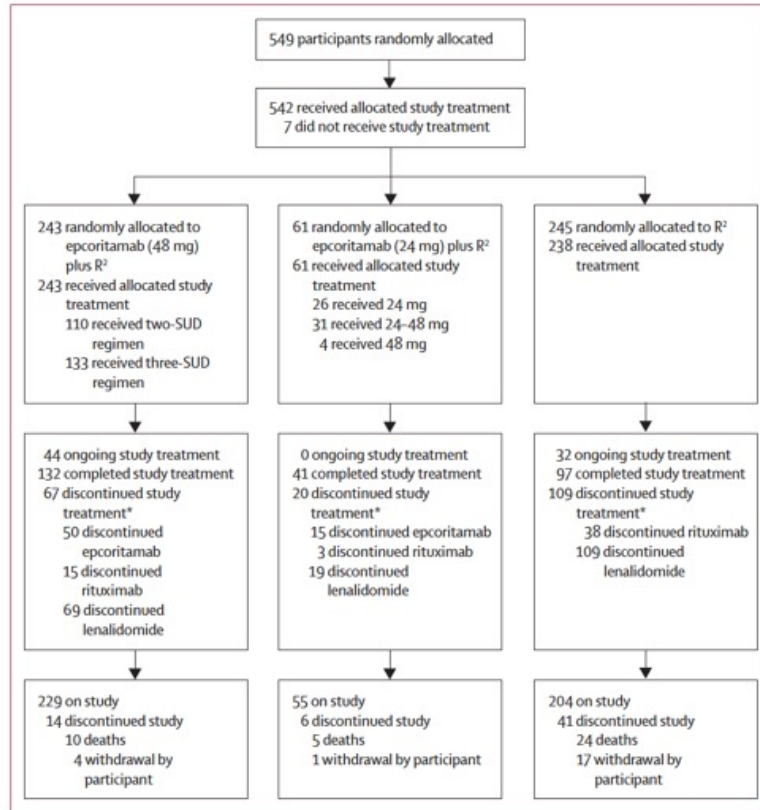 549 participants randomly allocated
542 received allocated study treatment
7 did not receive study treatment
243 randomly allocated to
epcoritamab (48 mg)
plus R²
243 received allocated study
treatment
110 received two-SUD
regimen
133 received three-SUD
regimen
61 randomly allocated to
epcoritamab (24 mg) plus R²
61 received allocated study
treatment
26 received 24 mg
31 received 24–48 mg
4 received 48 mg
245 randomly allocated to R²
238 received allocated study
treatment
44 ongoing study treatment
132 completed study treatment
67 discontinued study
treatment*
50 discontinued
epcoritamab
15 discontinued
rituximab
69 discontinued
lenalidomide
0 ongoing study treatment
41 completed study treatment
20 discontinued study
treatment*
15 discontinued epcoritamab
3 discontinued rituximab
19 discontinued
lenalidomide
32 ongoing study treatment
97 completed study treatment
109 discontinued study
treatment*
38 discontinued rituximab
109 discontinued
lenalidomide
229 on study
14 discontinued study
10 deaths
4 withdrawal by
participant
55 on study
6 discontinued study
5 deaths
1 withdrawal by participant
204 on study
41 discontinued study
24 deaths
17 withdrawal by
participant